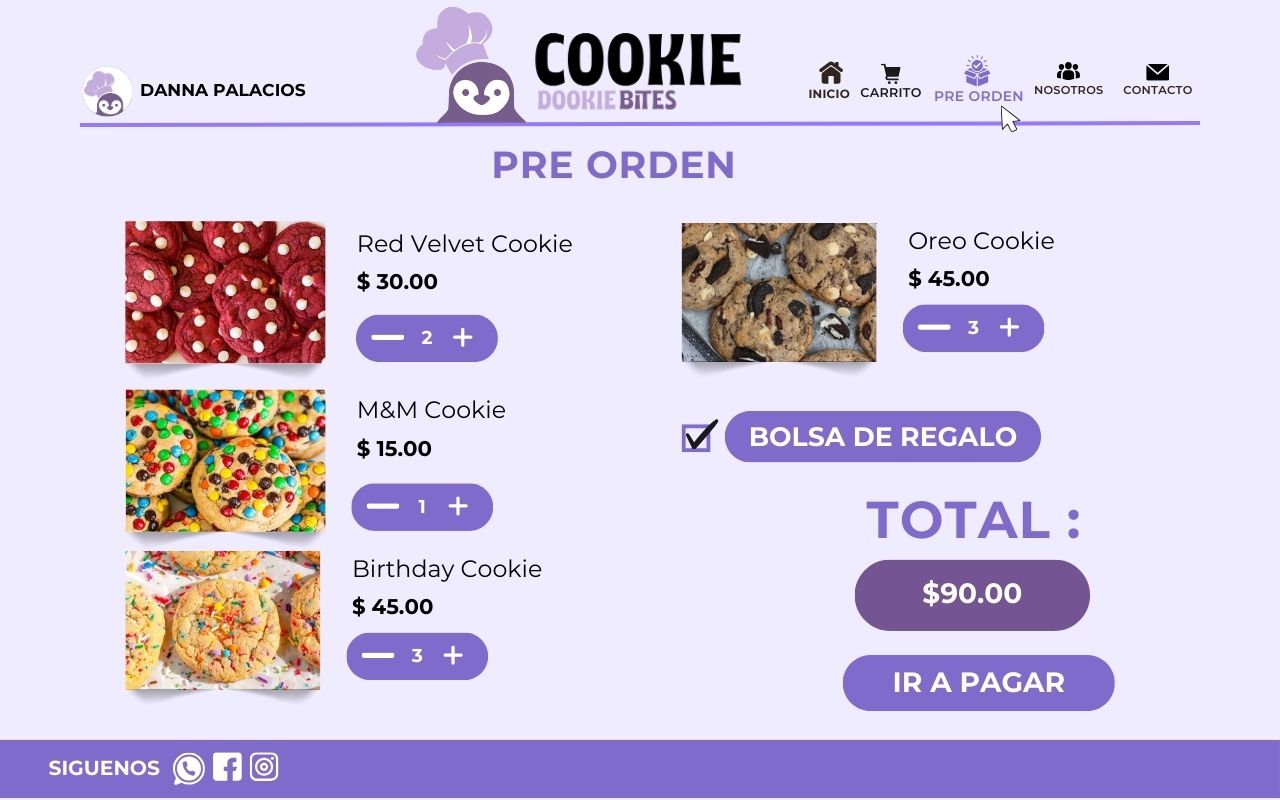 DANNA PALACIOS
COOKIE
DOOKIE BITES
INICIO
CARRITO
PRE ORDEN
NOSOTROS
CONTACTO
PRE ORDEN
Red Velvet Cookie
$ 30.00
2
M&M Cookie
$ 15.00
1
Birthday Cookie
$ 45.00
3
Oreo Cookie
$ 45.00
3
BOLSA DE REGALO
TOTAL :
$90.00
IR A PAGAR
SIGUENOS